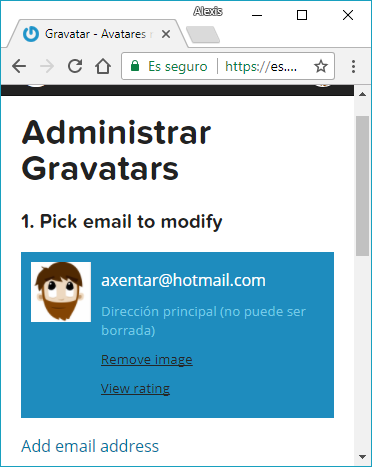 Alexis
Gravatar - Avatares
Es seguro
https://es....
Administrar
Gravatars
1. Pick email to modify
axentar@hotmail.com
Dirección principal (no puede ser
borrada)
Remove image
View rating
Add email address